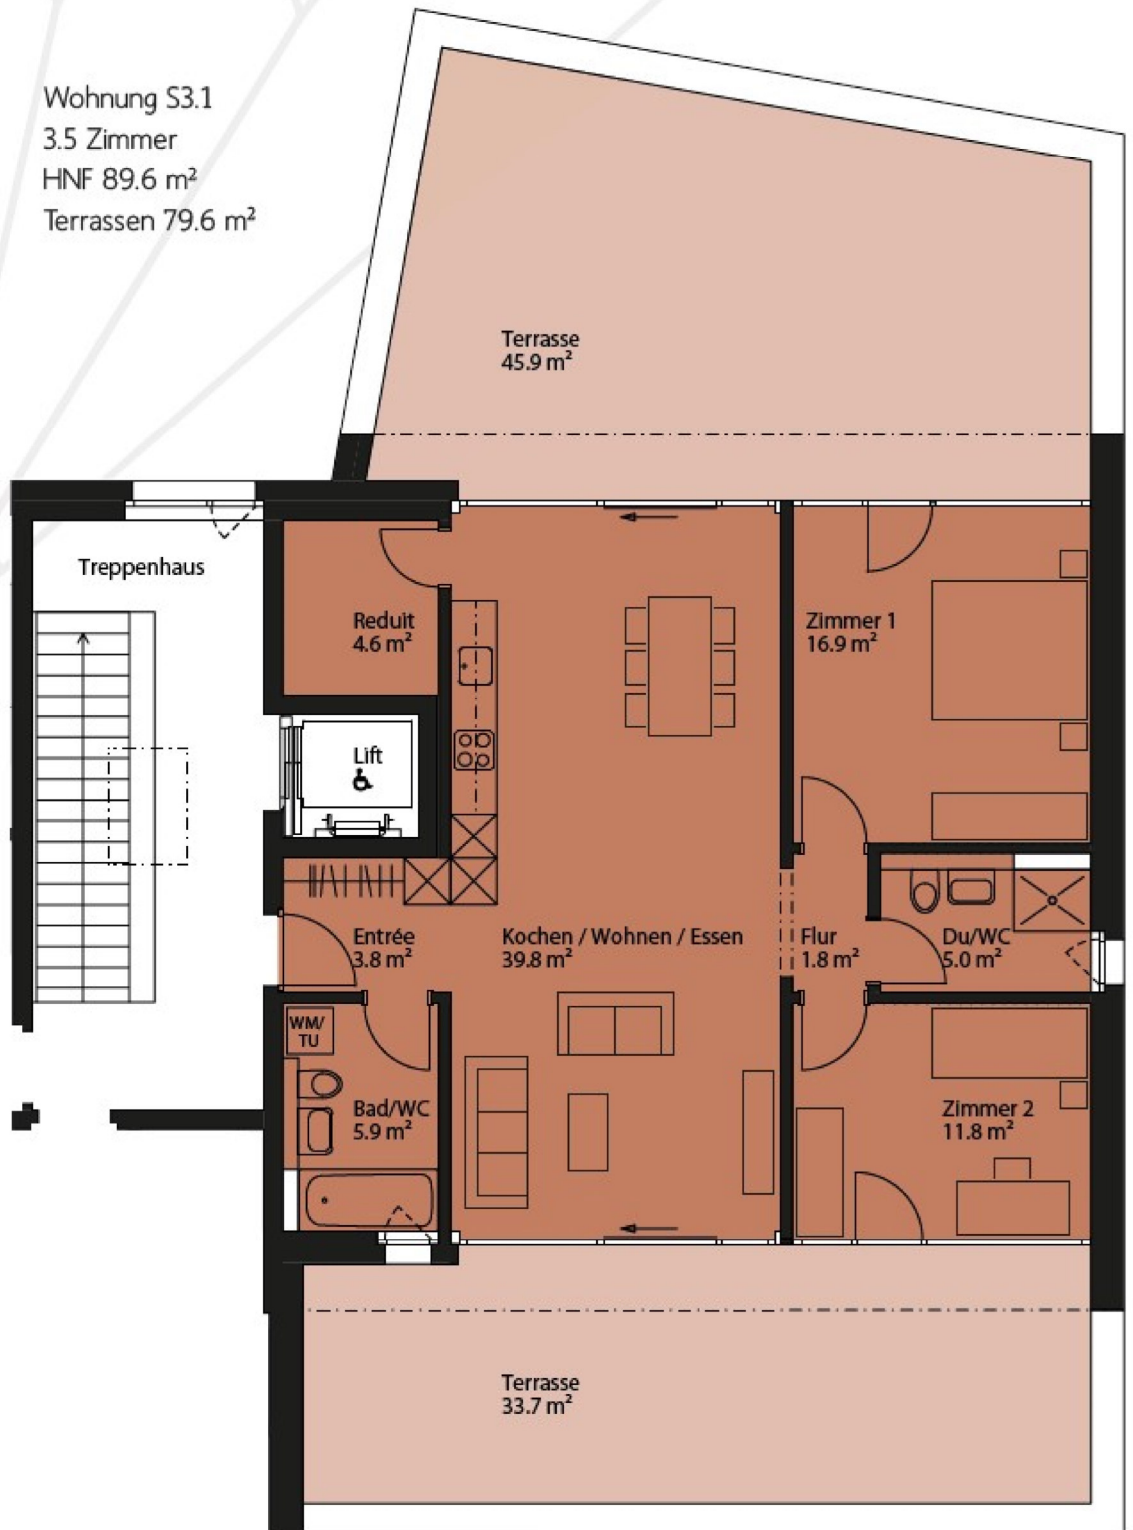 Wohnung S3.1
3.5 Zimmer
HNF 89.6 m²
Terrassen 79.6 m²
Terrasse
45.9 m²
Treppenhaus
Reduit
4.6 m²
Zimmer 1
16.9 m²
Lift
Entrée
3.8 m²
Kochen / Wohnen / Essen
39.8 m²
Flur
1.8 m²
Du/WC
5.0 m²
WM/
TU
Bad/WC
5.9 m²
Zimmer 2
11.8 m²
Terrasse
33.7 m²